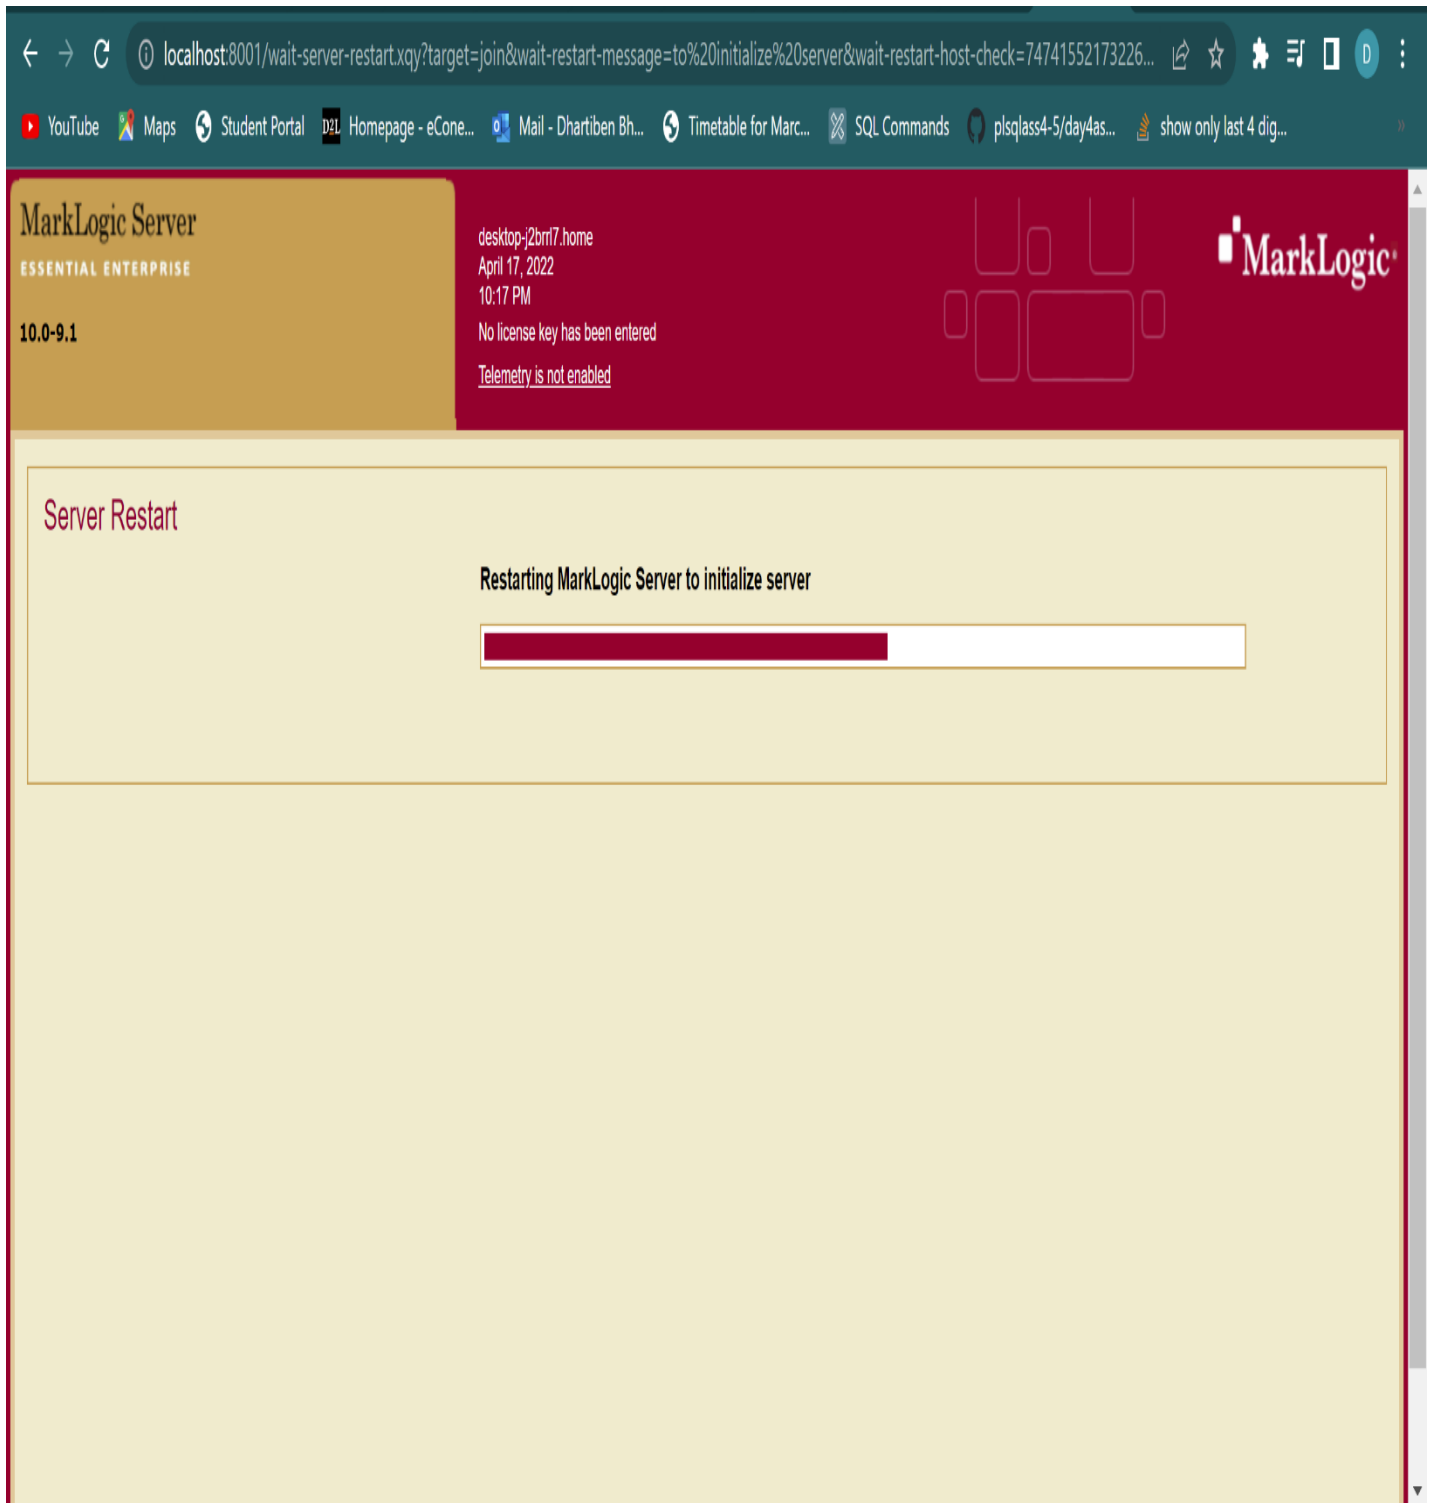 localhost:8001/wait-server-restart.xqy?target=join&wait-restart-message=to%20initialize%20server&wait-restart-host-check=74741552173226...
D
YouTube Maps Student Portal D2L Homepage - eCone... Mail - Dhartiben Bh... Timetable for Marc... SQL Commands plsqlass4-5/day4as... show only last 4 dig... »
MarkLogic Server
ESSENTIAL ENTERPRISE
10.0-9.1
desktop-j2brrl7.home
April 17, 2022
10:17 PM
No license key has been entered
Telemetry is not enabled
MarkLogic
Server Restart
Restarting MarkLogic Server to initialize server